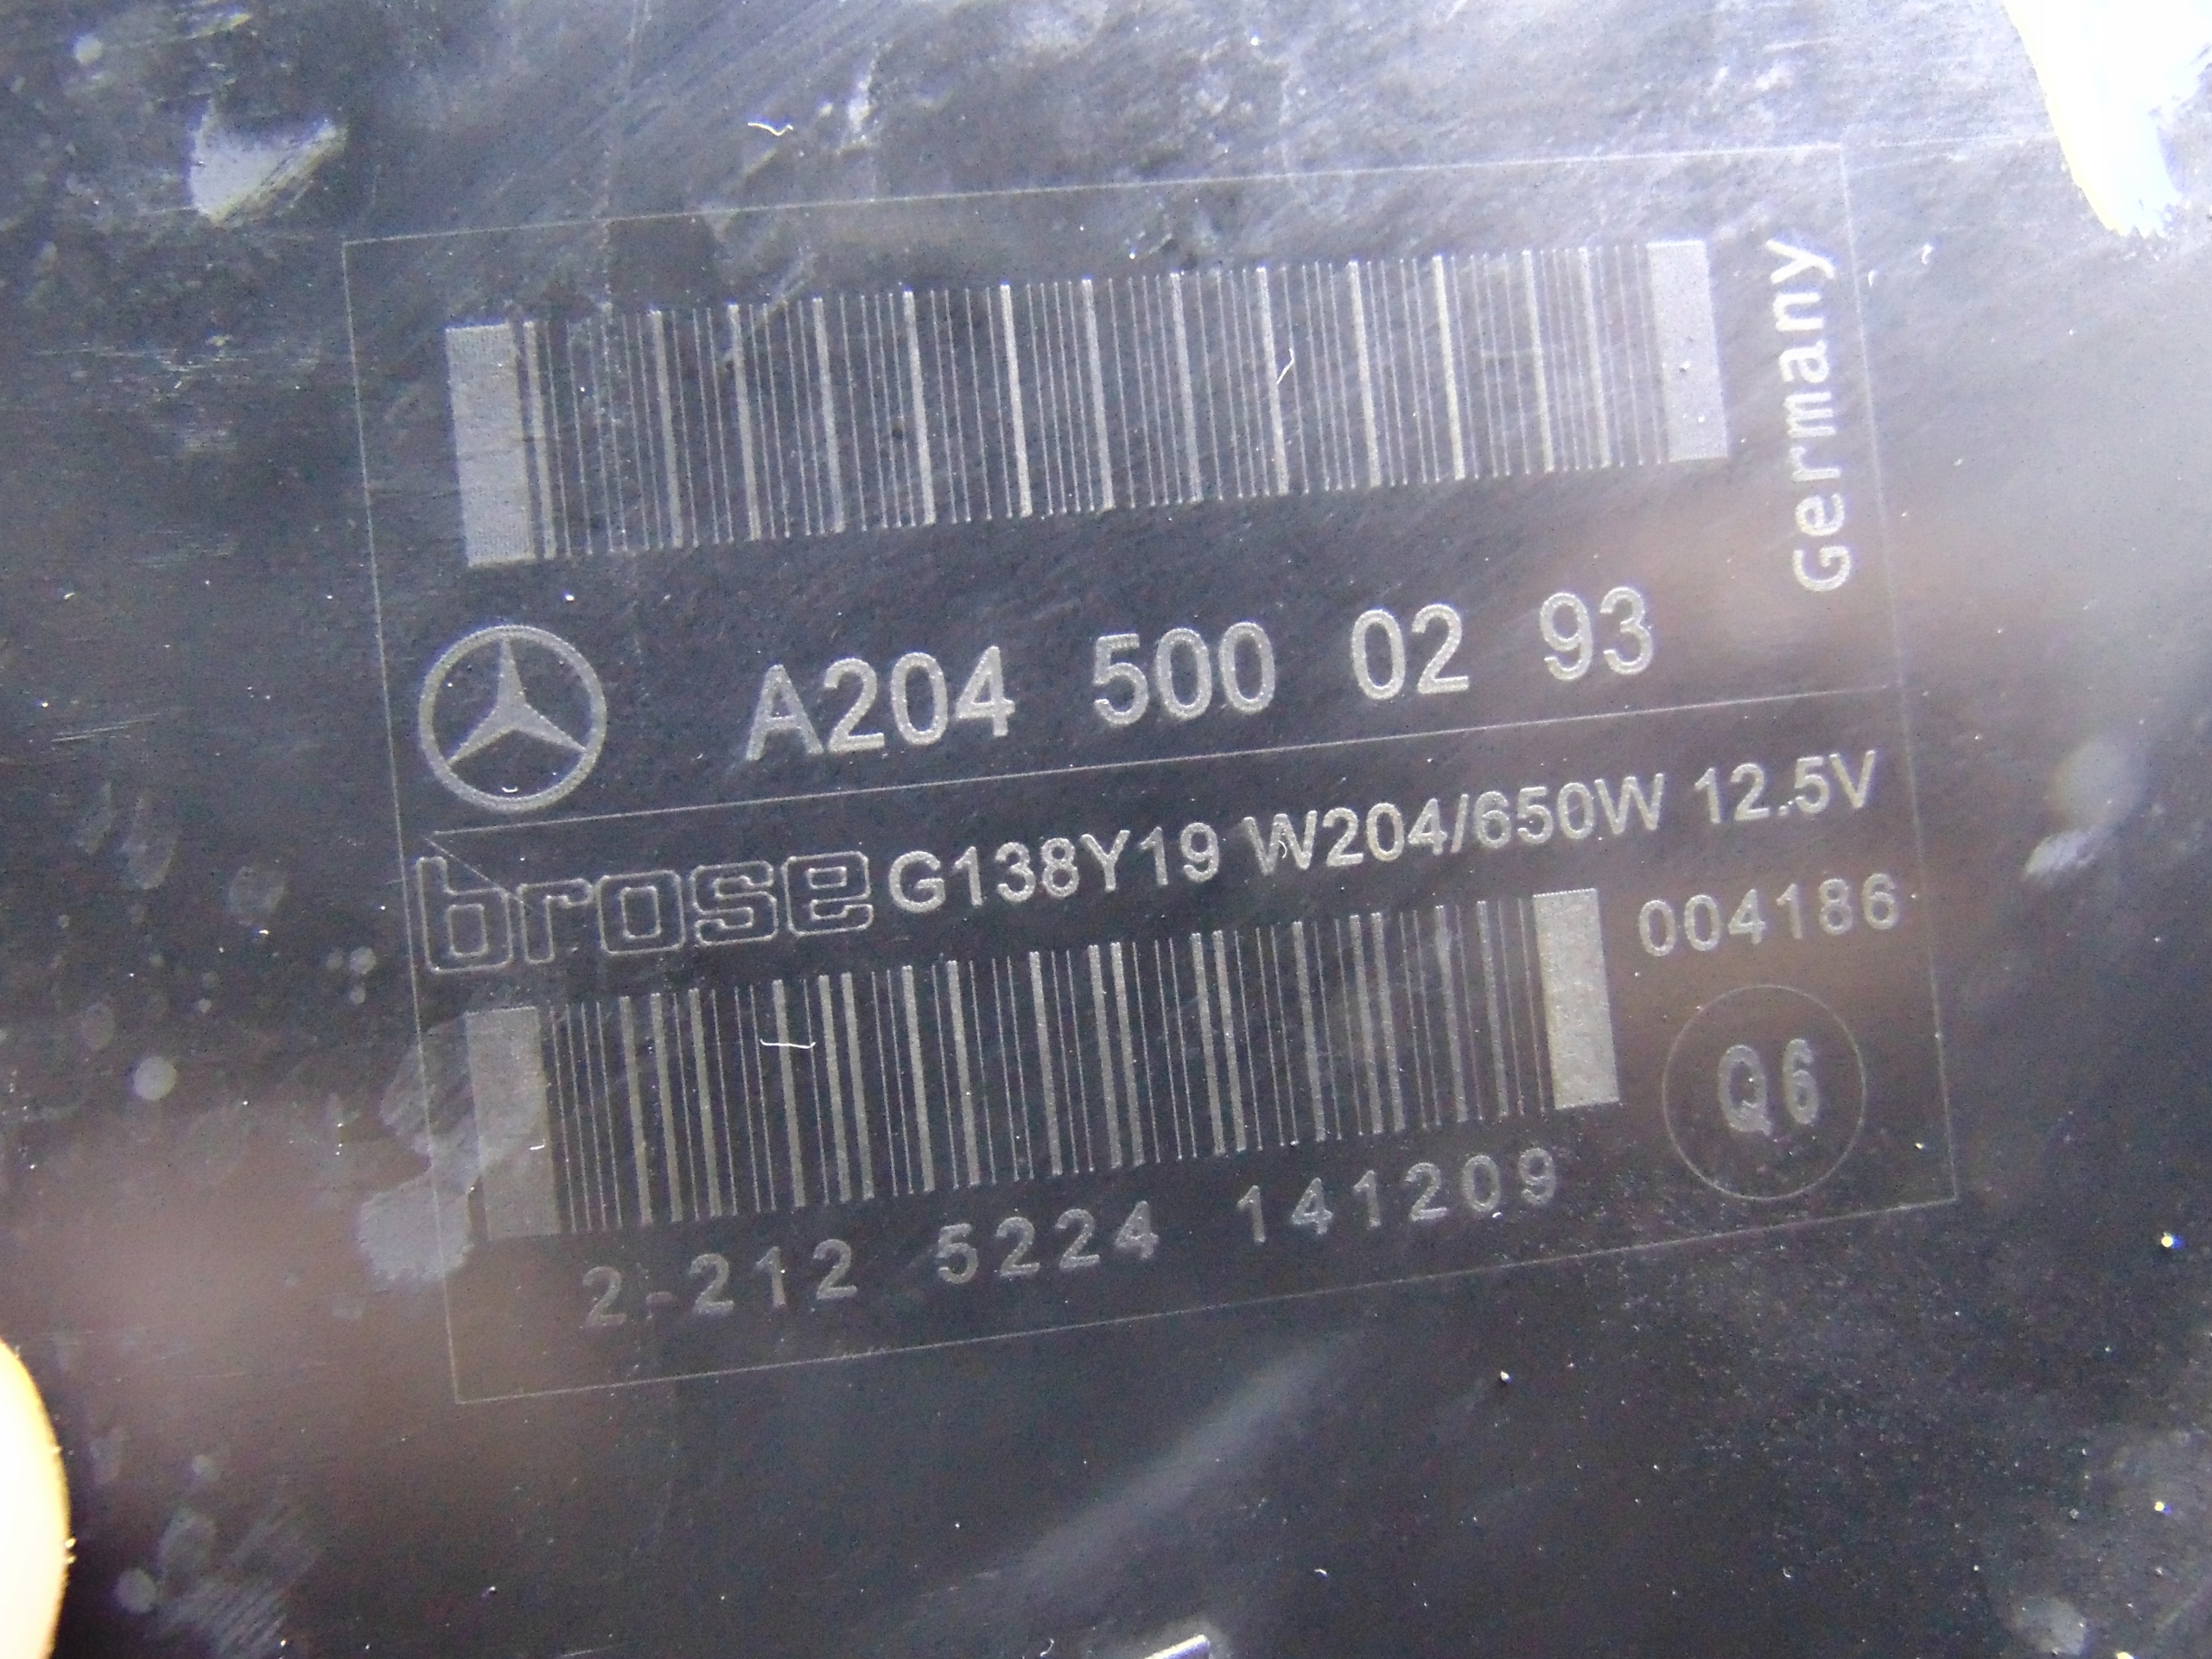 Germany
A204 500 02 93
brose G138Y19 W204/650W 12.5V
004186
Q6
2-212 5224 141209